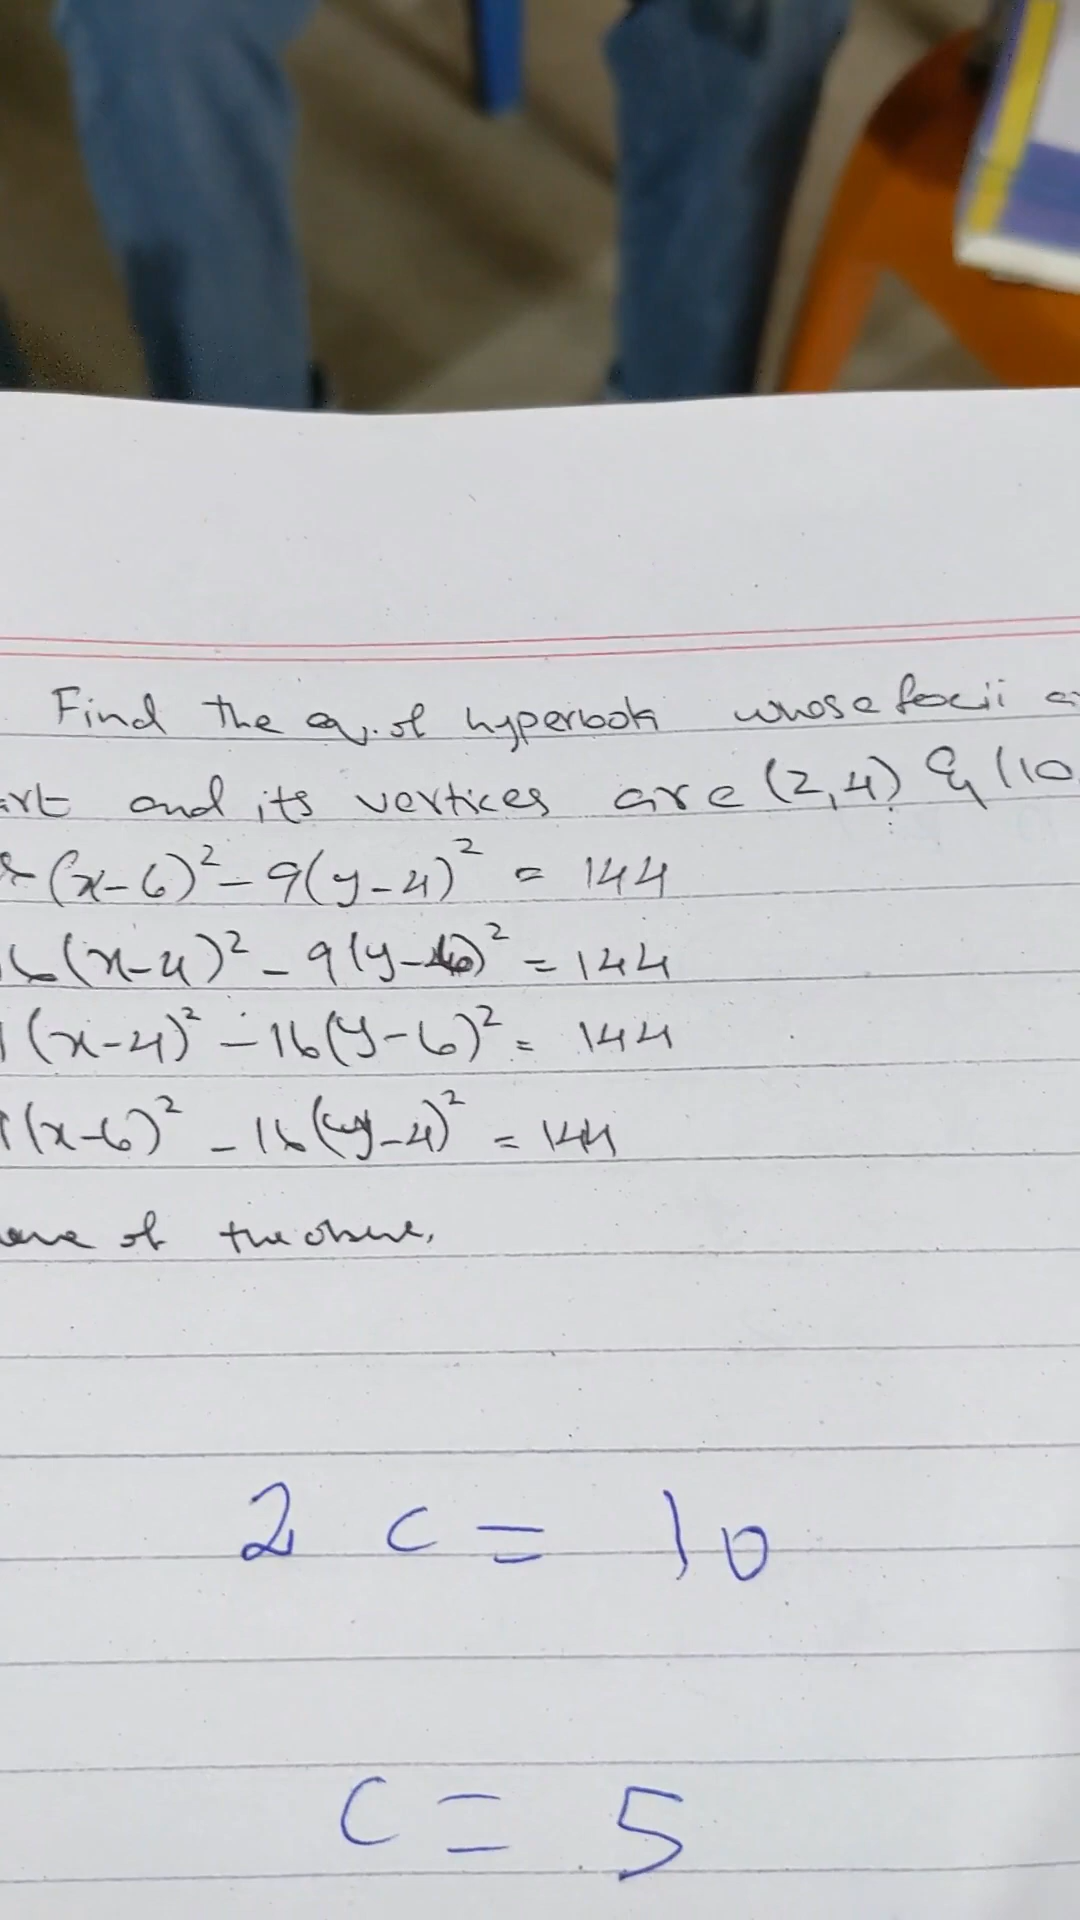 Find the eq. of hyperbola whose focii
and its vertices are (2,4) & (10
(x-6)² - 9(y-4)² = 144
16(x-4)² - 9(y-6)² = 144
(x-4)² - 16(y-6)² = 144
(x-6)² - 16(y-4)² = 144
of the above.
2 c = 10
c = 5